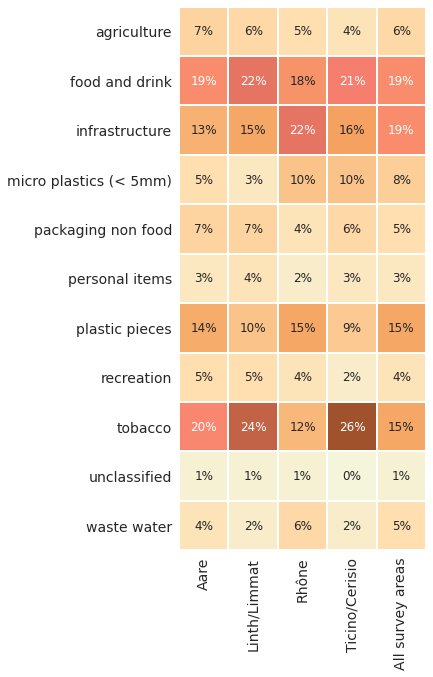 agriculture 7% 6% 5% 4% 6%
food and drink 19% 22% 18% 21% 19%
infrastructure 13% 15% 22% 16% 19%
micro plastics (< 5mm) 5% 3% 10% 10% 8%
packaging non food 7% 7% 4% 6% 5%
personal items 3% 4% 2% 3% 3%
plastic pieces 14% 10% 15% 9% 15%
recreation 5% 5% 4% 2% 4%
tobacco 20% 24% 12% 26% 15%
unclassified 1% 1% 1% 0% 1%
waste water 4% 2% 6% 2% 5%
Aare
Linth/Limmat
Rhône
Ticino/Cerisio
All survey areas